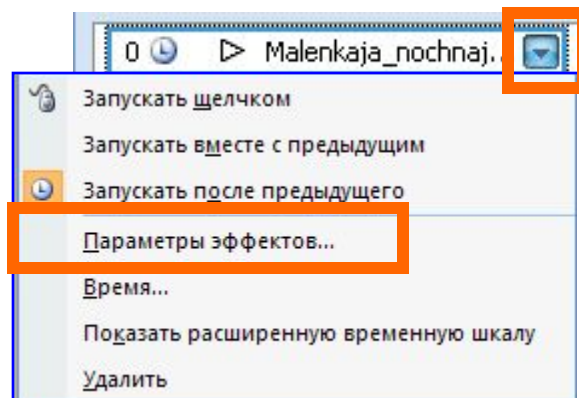 0 Malenkaja_nochnaj...
Запускать щелчком
Запускать вместе с предыдущим
Запускать после предыдущего
Параметры эффектов...
Время...
Показать расширенную временную шкалу
Удалить